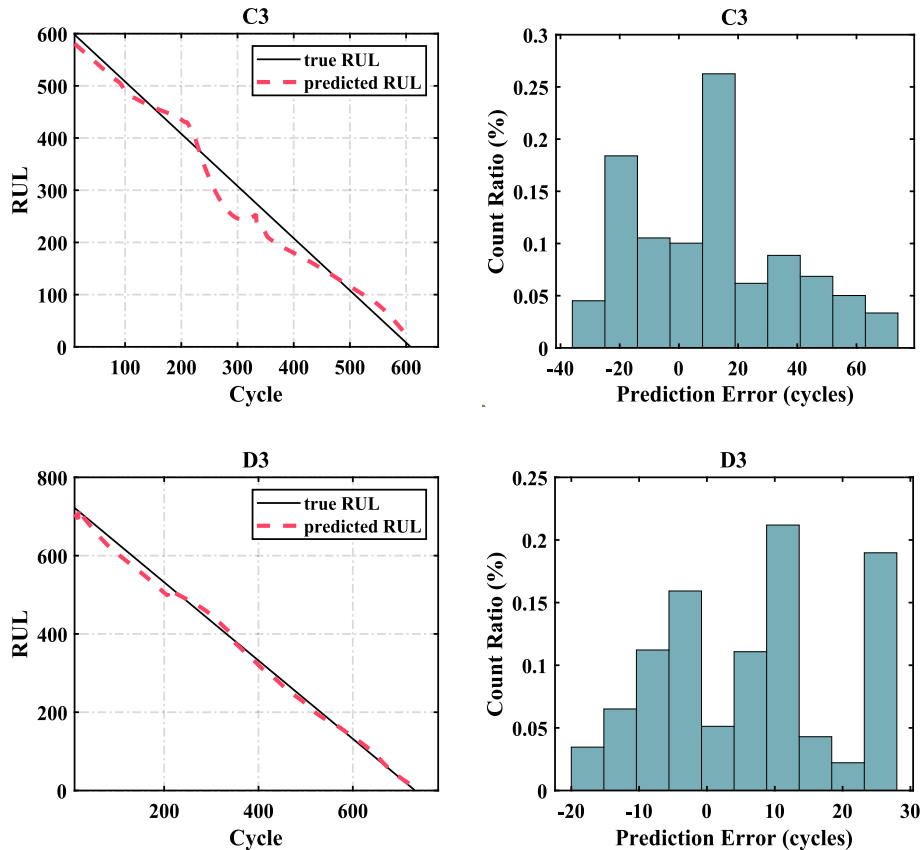 C3
600
500
400
300
200
100
0
RUL
true RUL
predicted RUL
100 200 300 400 500 600
Cycle
C3
0.3
0.25
0.2
0.15
0.1
0.05
0
Count Ratio (%)
-40 -20 0 20 40 60
Prediction Error (cycles)
D3
800
600
400
200
0
RUL
true RUL
predicted RUL
200 400 600
Cycle
D3
0.25
0.2
0.15
0.1
0.05
0
Count Ratio (%)
-20 -10 0 10 20 30
Prediction Error (cycles)